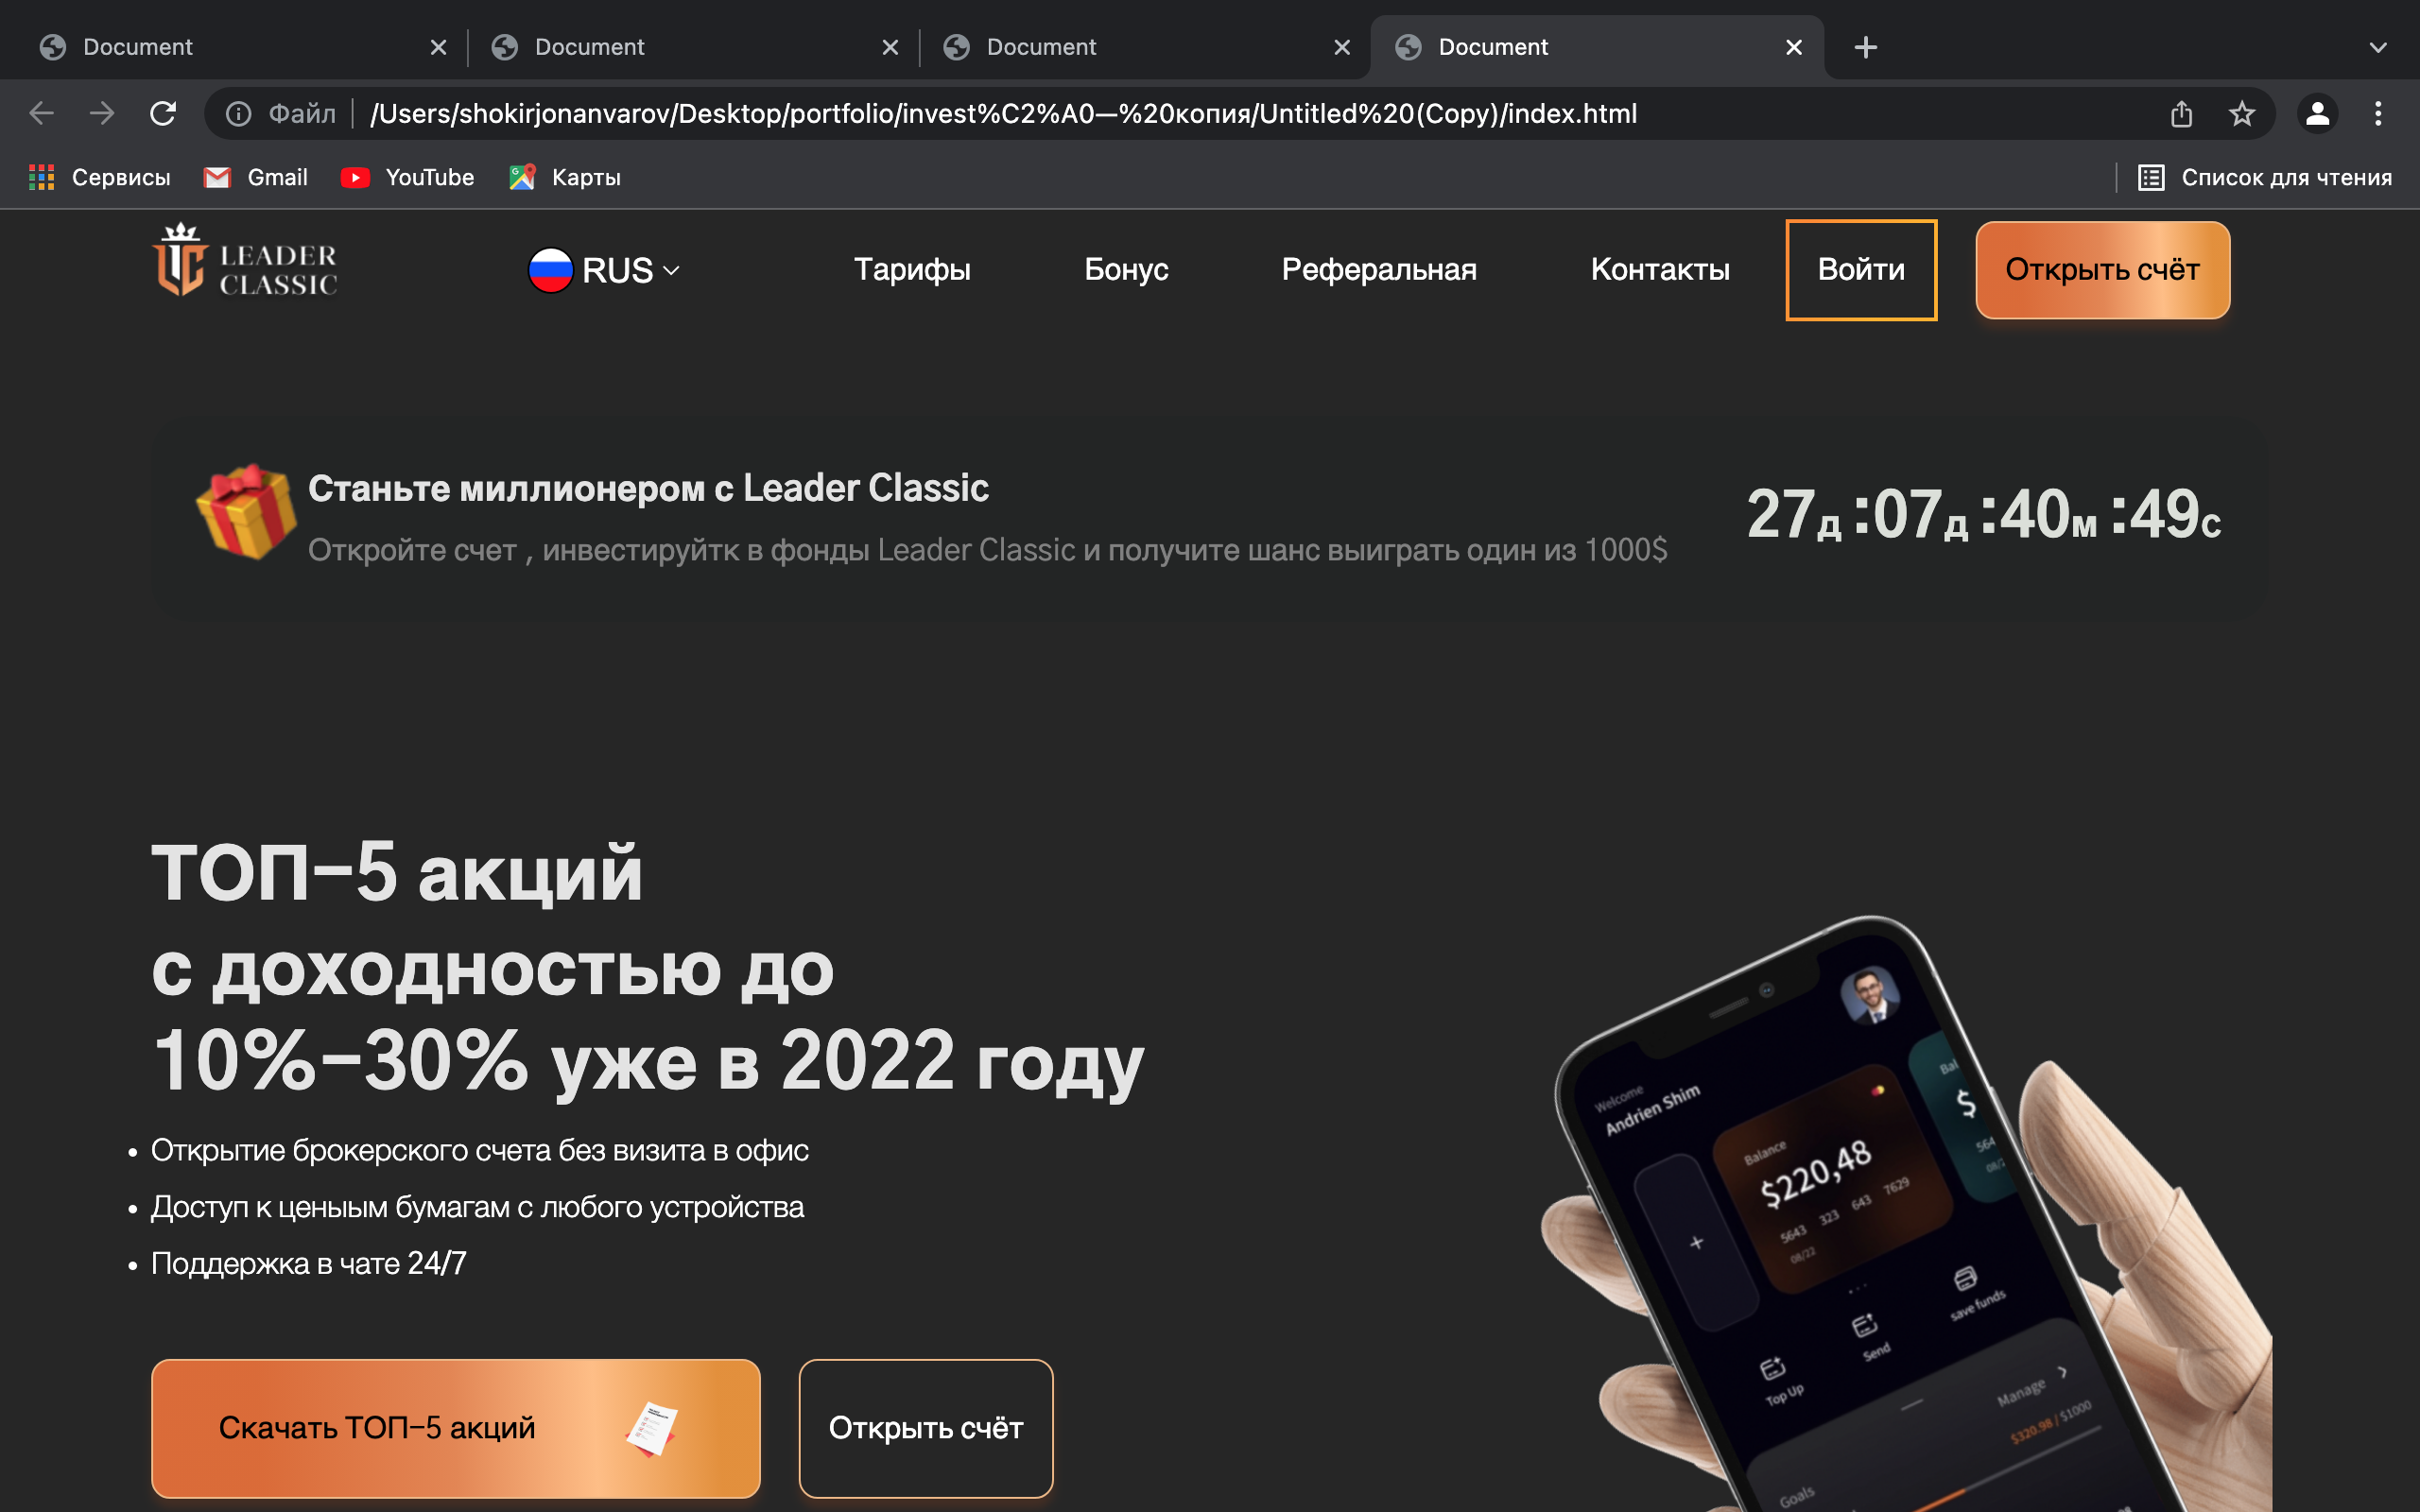 Document
Document
Document
Document
Файл
/Users/shokirjonanvarov/Desktop/portfolio/invest%C2%A0—%20копия/Untitled%20(Copy)/index.html
Сервисы
Gmail
YouTube
Карты
Список для чтения
LEADER
CLASSIC
RUS
Тарифы
Бонус
Реферальная
Контакты
Войти
Открыть счёт
Станьте миллионером с Leader Classic
Откройте счет , инвестируйтк в фонды Leader Classic и получите шанс выиграть один из 1000$
27д :07д :40м :49с
ТОП-5 акций
с доходностью до
10%-30% уже в 2022 году
• Открытие брокерского счета без визита в офис
• Доступ к ценыым бумагам с любого устройства
• Поддержка в чате 24/7
Скачать ТОП-5 акций
Открыть счёт
Welcome
Andrien Shim
Balance
$220,48
5643 323 643 7629
08/22
Bal
$
564
08/2
+
Top Up
Send
save funds
Manage
$320.98 / $1000
Goals